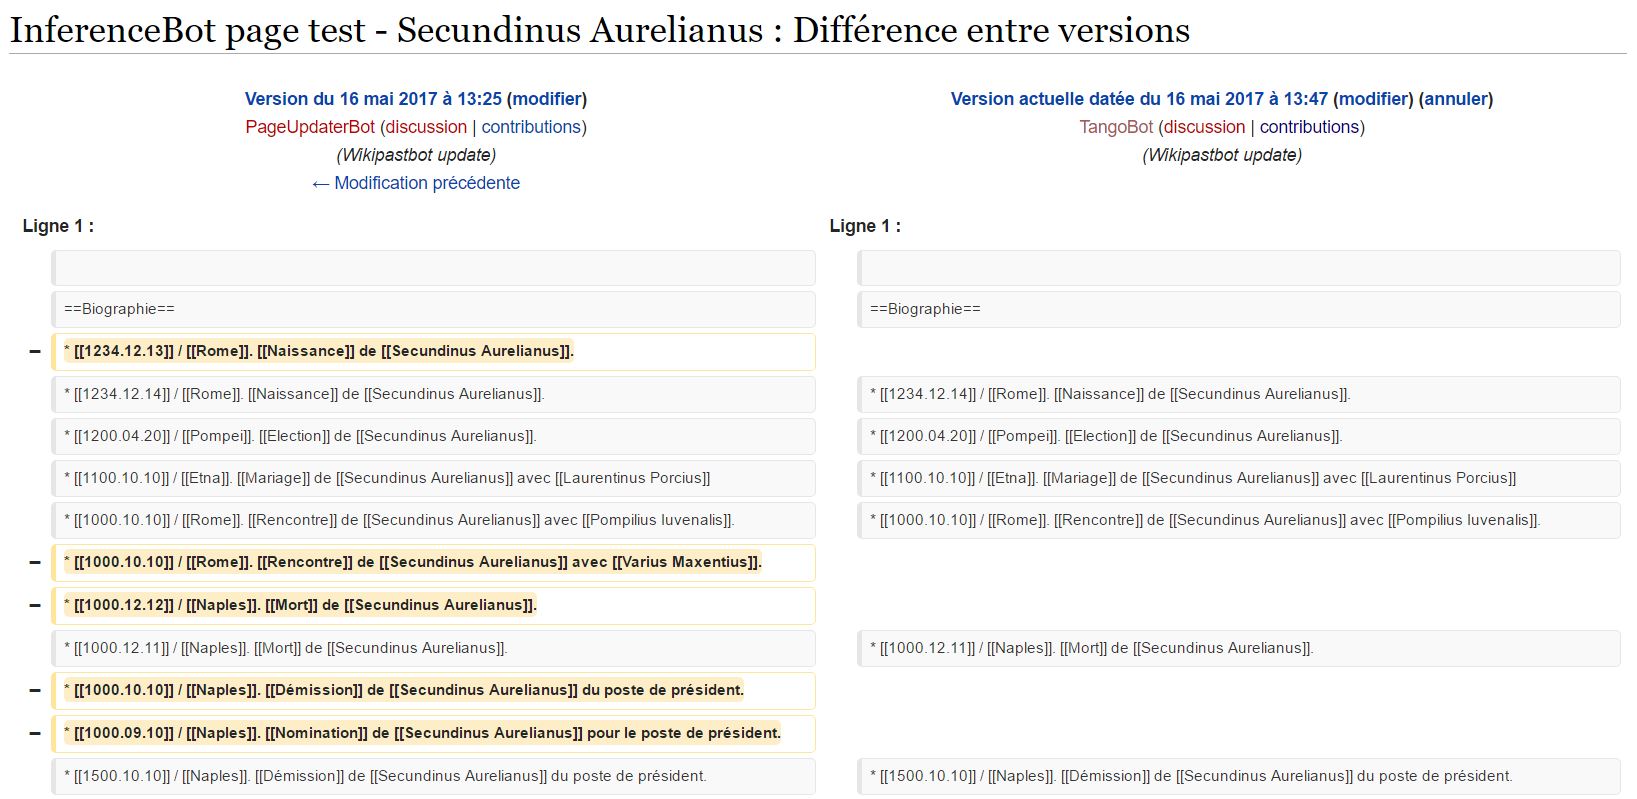 InferenceBot page test - Secundinus Aurelianus : Différence entre versions
Version du 16 mai 2017 à 13:25 (modifier)
PageUpdaterBot (discussion | contributions)
(Wikipastbot update)
← Modification précédente
Version actuelle datée du 16 mai 2017 à 13:47 (modifier) (annuler)
TangoBot (discussion | contributions)
(Wikipastbot update)
Ligne 1 :
Ligne 1 :
==Biographie==
==Biographie==
− * [[1234.12.13]] / [[Rome]]. [[Naissance]] de [[Secundinus Aurelianus]].
* [[1234.12.14]] / [[Rome]]. [[Naissance]] de [[Secundinus Aurelianus]].
* [[1234.12.14]] / [[Rome]]. [[Naissance]] de [[Secundinus Aurelianus]].
* [[1200.04.20]] / [[Pompei]]. [[Election]] de [[Secundinus Aurelianus]].
* [[1200.04.20]] / [[Pompei]]. [[Election]] de [[Secundinus Aurelianus]].
* [[1100.10.10]] / [[Etna]]. [[Mariage]] de [[Secundinus Aurelianus]] avec [[Laurentinus Porcius]]
* [[1100.10.10]] / [[Etna]]. [[Mariage]] de [[Secundinus Aurelianus]] avec [[Laurentinus Porcius]]
* [[1000.10.10]] / [[Rome]]. [[Rencontre]] de [[Secundinus Aurelianus]] avec [[Pompilius Iuvenalis]].
* [[1000.10.10]] / [[Rome]]. [[Rencontre]] de [[Secundinus Aurelianus]] avec [[Pompilius Iuvenalis]].
− * [[1000.10.10]] / [[Rome]]. [[Rencontre]] de [[Secundinus Aurelianus]] avec [[Varius Maxentius]].
− * [[1000.12.12]] / [[Naples]]. [[Mort]] de [[Secundinus Aurelianus]].
* [[1000.12.11]] / [[Naples]]. [[Mort]] de [[Secundinus Aurelianus]].
* [[1000.12.11]] / [[Naples]]. [[Mort]] de [[Secundinus Aurelianus]].
− * [[1000.10.10]] / [[Naples]]. [[Démission]] de [[Secundinus Aurelianus]] du poste de président.
− * [[1000.09.10]] / [[Naples]]. [[Nomination]] de [[Secundinus Aurelianus]] pour le poste de président.
* [[1500.10.10]] / [[Naples]]. [[Démission]] de [[Secundinus Aurelianus]] du poste de président.
* [[1500.10.10]] / [[Naples]]. [[Démission]] de [[Secundinus Aurelianus]] du poste de président.